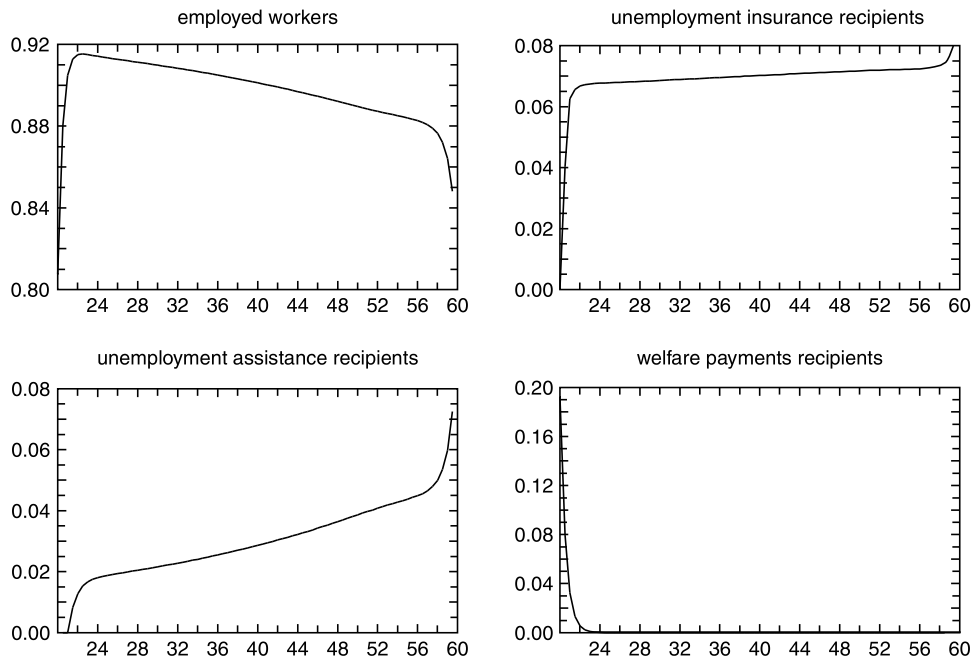 employed workers
0.92
0.88
0.84
0.80
24 28 32 36 40 44 48 52 56 60
unemployment insurance recipients
0.08
0.06
0.04
0.02
0.00
24 28 32 36 40 44 48 52 56 60
unemployment assistance recipients
0.08
0.06
0.04
0.02
0.00
24 28 32 36 40 44 48 52 56 60
welfare payments recipients
0.20
0.16
0.12
0.08
0.04
0.00
24 28 32 36 40 44 48 52 56 60